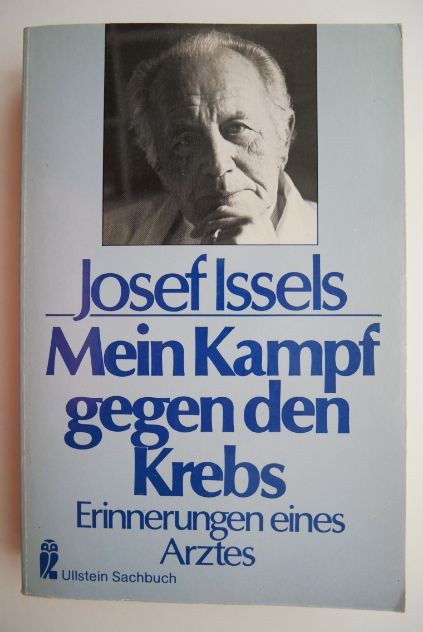 Josef Issels
Mein Kampf
gegen den
Krebs
Erinnerungen eines
Arztes
Ullstein Sachbuch